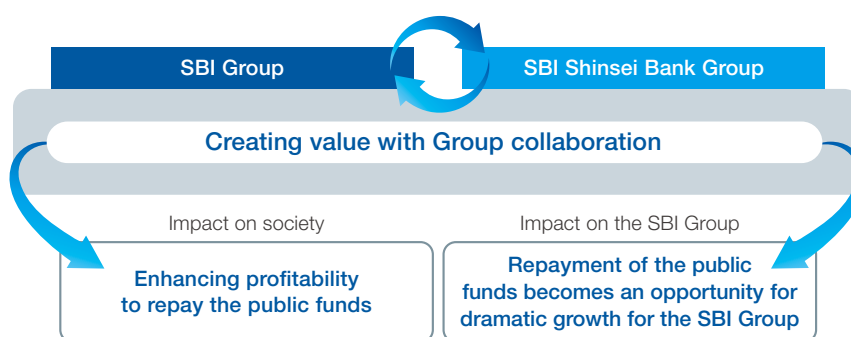 SBI Group
SBI Shinsei Bank Group
Creating value with Group collaboration
Impact on society
Enhancing profitability
to repay the public funds
Impact on the SBI Group
Repayment of the public
funds becomes an opportunity for
dramatic growth for the SBI Group